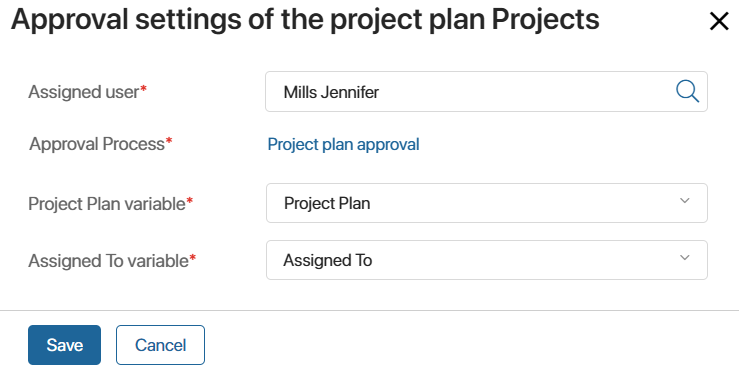 Approval settings of the project plan Projects
Assigned user* Mills Jennifer
Approval Process* Project plan approval
Project Plan variable* Project Plan
Assigned To variable* Assigned To
Save Cancel